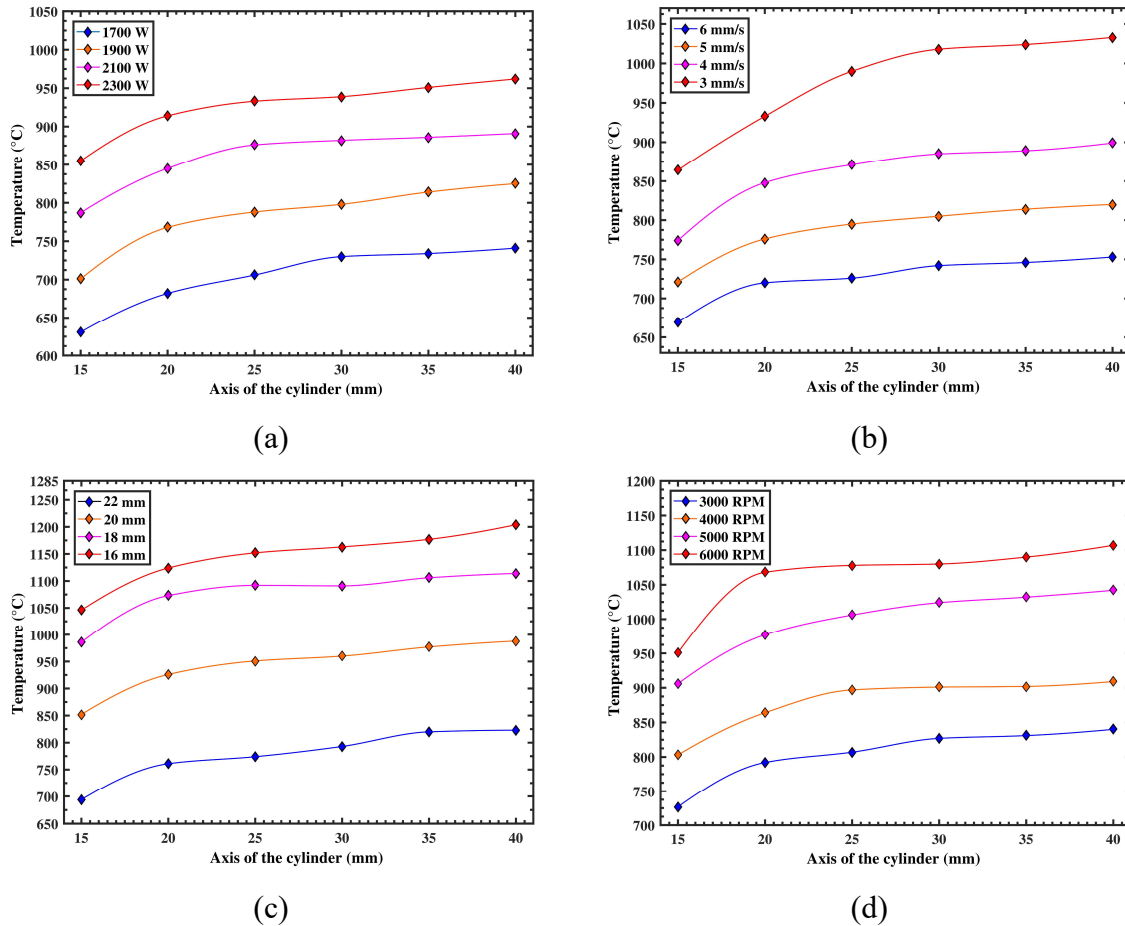 1050
1000
950
900
850
800
750
700
650
600
Temperature (°C)
1700 W
1900 W
2100 W
2300 W
15 20 25 30 35 40
Axis of the cylinder (mm)
(a)
1050
1000
950
900
850
800
750
700
650
Temperature (°C)
6 mm/s
5 mm/s
4 mm/s
3 mm/s
15 20 25 30 35 40
Axis of the cylinder (mm)
(b)
1285
1250
1200
1150
1100
1050
1000
950
900
850
800
750
700
650
Temperature (°C)
22 mm
20 mm
18 mm
16 mm
15 20 25 30 35 40
Axis of the cylinder (mm)
(c)
1200
1150
1100
1050
1000
950
900
850
800
750
700
Temperature (°C)
3000 RPM
4000 RPM
5000 RPM
6000 RPM
15 20 25 30 35 40
Axis of the cylinder (mm)
(d)